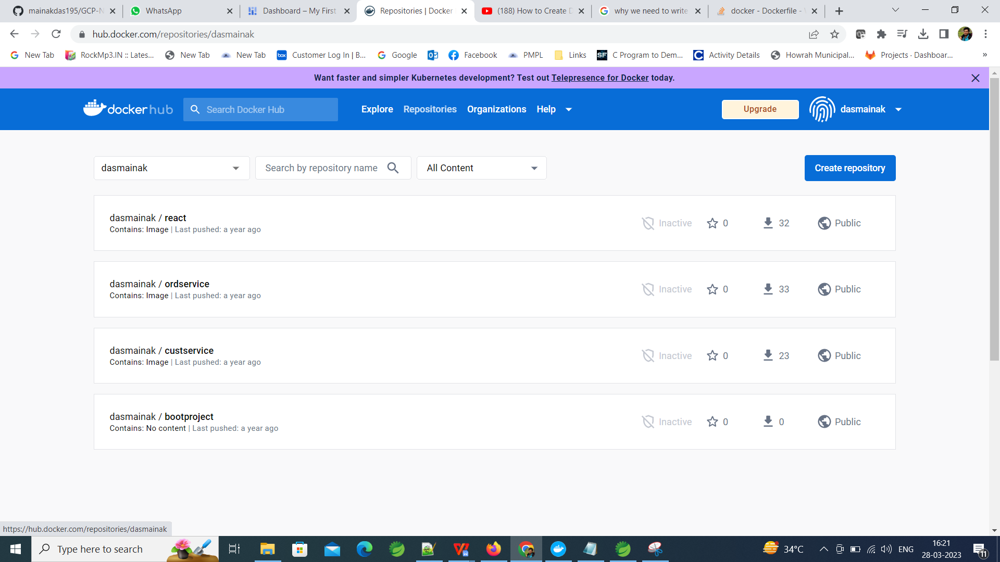 mainakdas195/GCP-N
WhatsApp
Dashboard – My First
Repositories | Docker
(188) How to Create D
why we need to write
docker - Dockerfile -
hub.docker.com/repositories/dasmainak
New Tab
RockMp3.IN :: Lates...
New Tab
New Tab
box
Customer Log In | B...
Google
Facebook
PMPL
Links
SF
C Program to Dem...
Activity Details
Howrah Municipal...
Projects · Dashboar...
»
Want faster and simpler Kubernetes development? Test out Telepresence for Docker today.
docker hub
Search Docker Hub
Explore
Repositories
Organizations
Help
Upgrade
dasmainak
dasmainak
Search by repository name
All Content
Create repository
dasmainak / react
Contains: Image | Last pushed: a year ago
Inactive
0
32
Public
dasmainak / ordservice
Contains: Image | Last pushed: a year ago
Inactive
0
33
Public
dasmainak / custservice
Contains: Image | Last pushed: a year ago
Inactive
0
23
Public
dasmainak / bootproject
Contains: No content | Last pushed: a year ago
Inactive
0
0
Public
https://hub.docker.com/repositories/dasmainak
Type here to search
34°C
ENG
16:21
28-03-2023
11